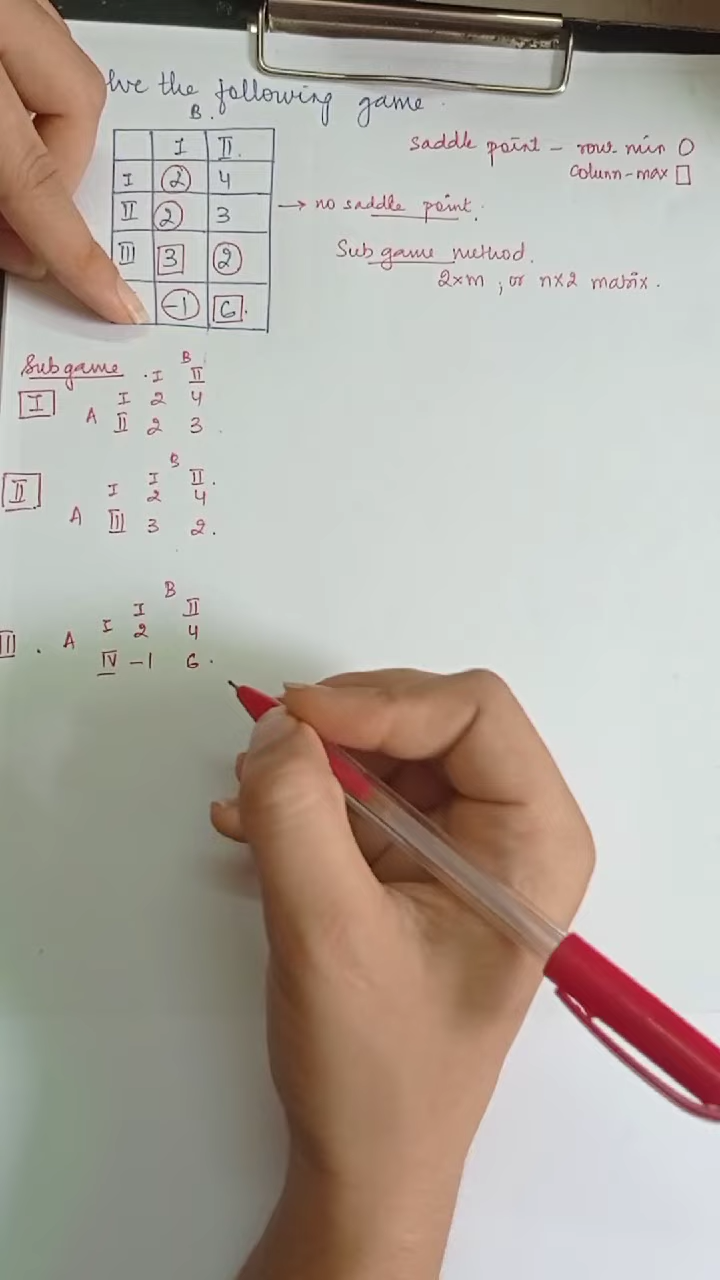 lve the following game.
B.
I II.
I 2 4
II 2 3
III 3 2
-1 6
saddle point - row min O
column-max □
→ no saddle point.
Sub game method.
2×m, or n×2 matrix.
Subgame
B
I II
I
I 2 4
A II 2 3
B
I II.
II
I 2 4
A III 3 2.
B
I II
A I 2 4
IV -1 6.